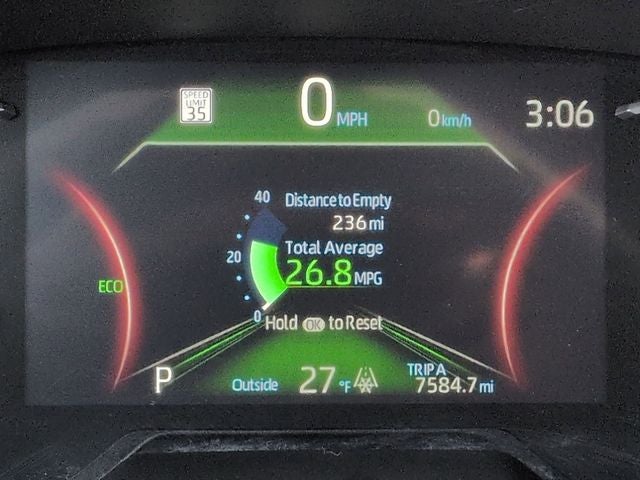 SPEED
LIMIT
35
0 MPH
0 km/h
3:06
40
20
0
Distance to Empty
236 mi
Total Average
26.8 MPG
Hold OK to Reset
ECO
P
Outside 27 °F
TRIP A
7584.7 mi